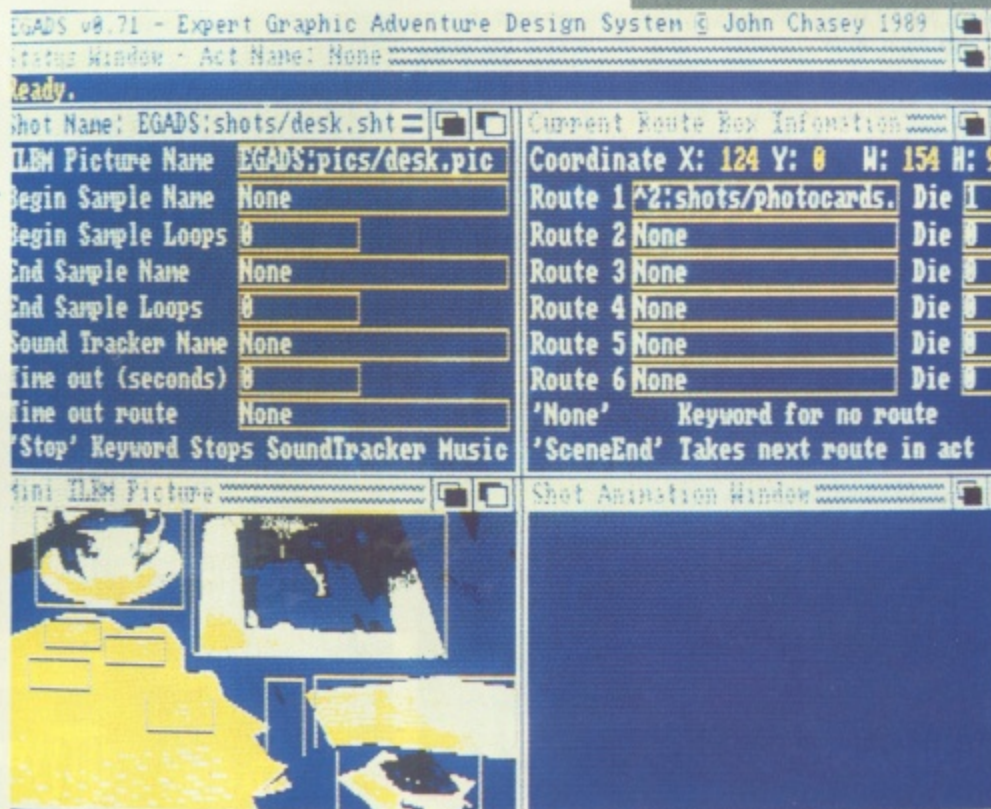 EGADS v0.71 - Expert Graphic Adventure Design System © John Chasey 1989
Status Window - Act Name: None
Ready.
Shot Name: EGADS:shots/desk.sht
ILBM Picture Name EGADS:pics/desk.pic
Begin Sample Name None
Begin Sample Loops 0
End Sample Name None
End Sample Loops 0
Sound Tracker Name None
Time out (seconds) 0
Time out route None
'Stop' Keyword Stops SoundTracker Music
Current Route Box Infomation
Coordinate X: 124 Y: 0 W: 154 H: 9
Route 1 ^2:shots/photocards. Die 1
Route 2 None Die 0
Route 3 None Die 0
Route 4 None Die 0
Route 5 None Die 0
Route 6 None Die 0
'None' Keyword for no route
'SceneEnd' Takes next route in act
Mini ILBM Picture
Shot Animation Window